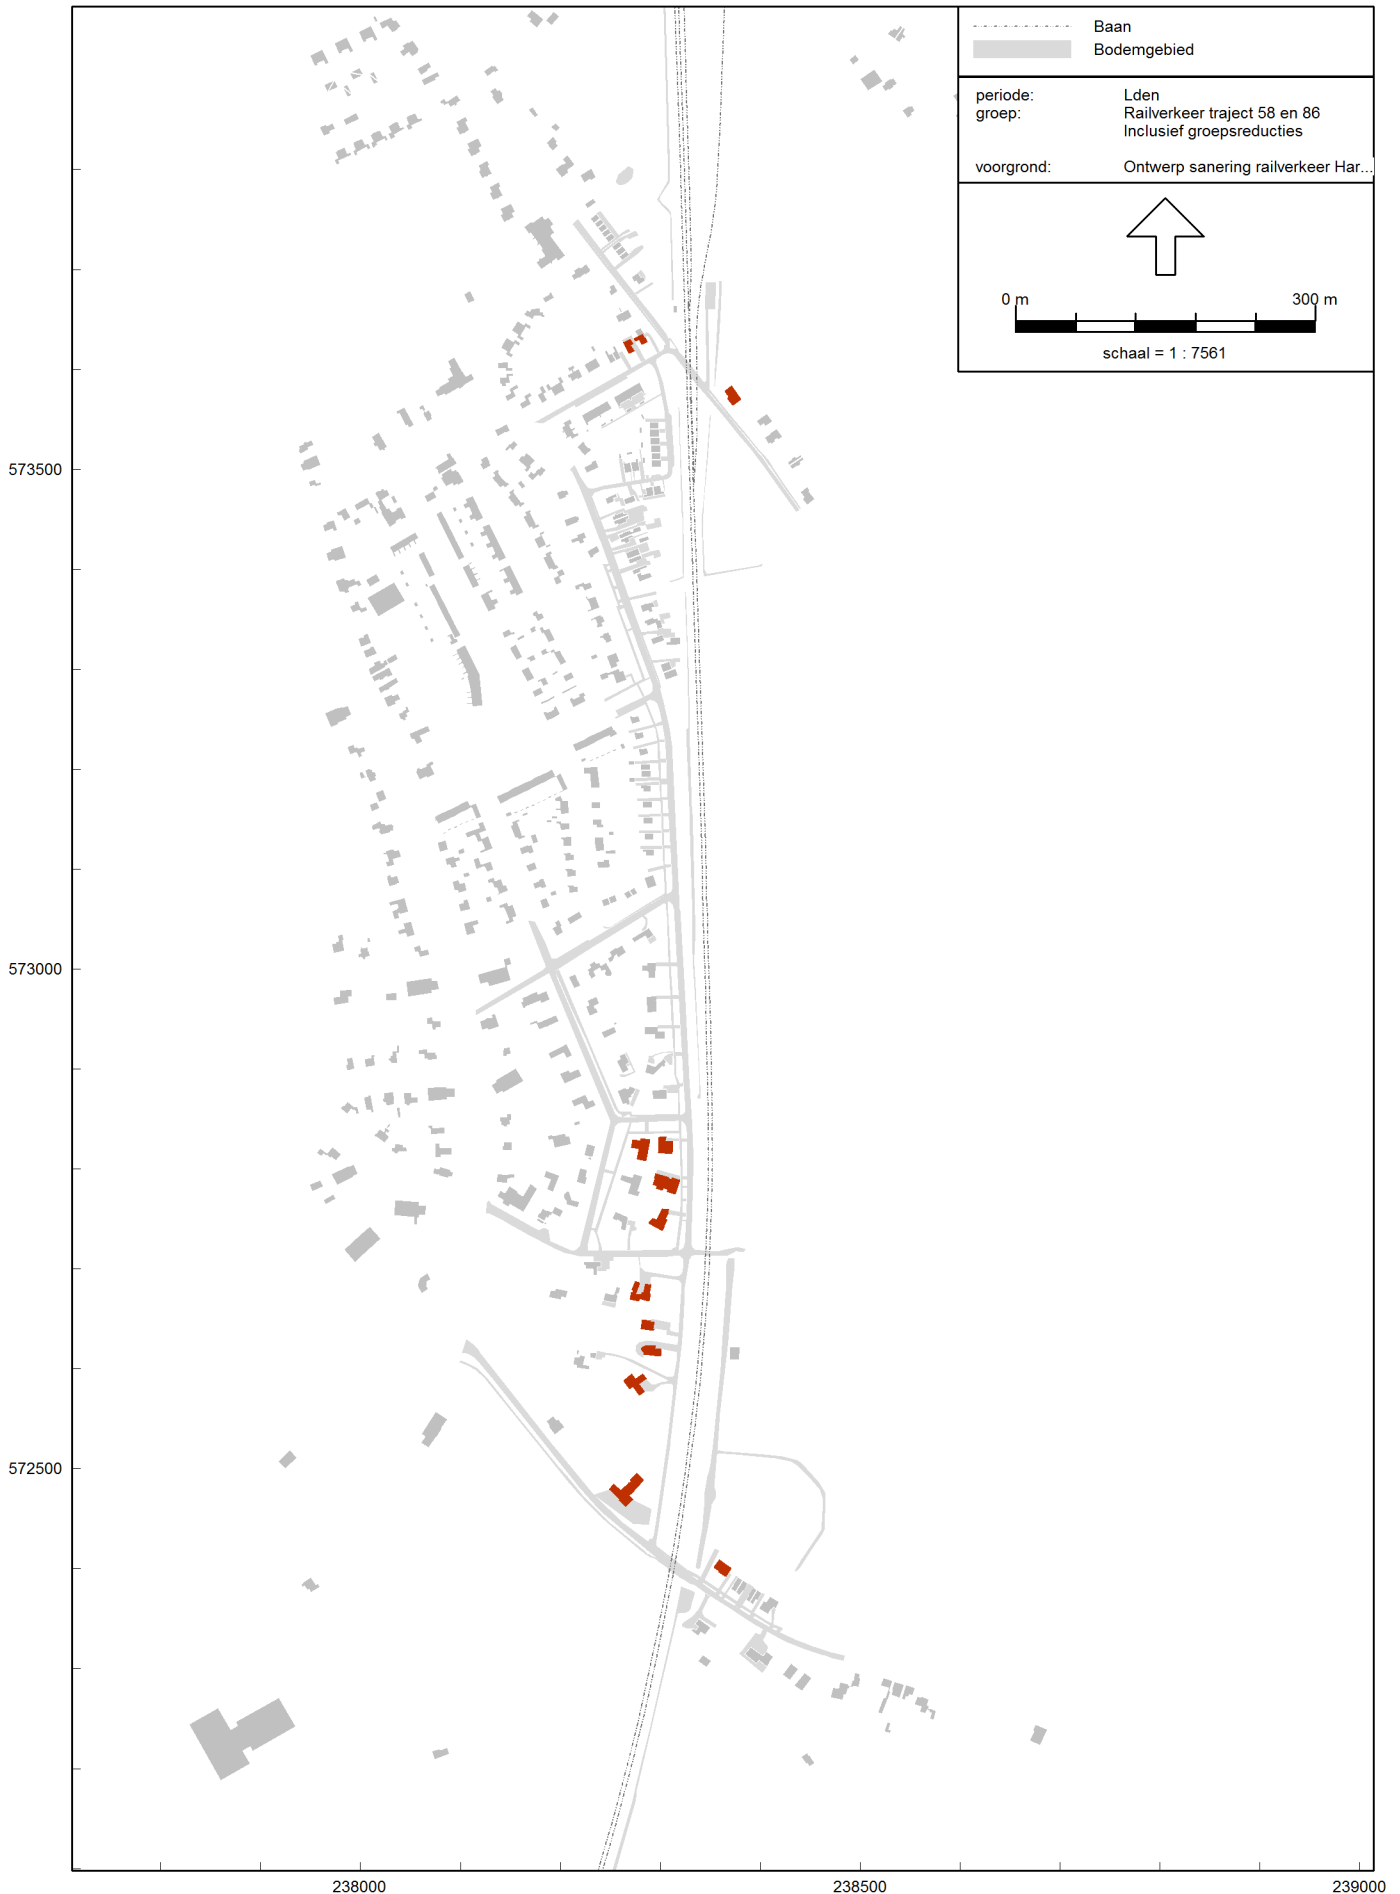 Baan
Bodemgebied
periode: Lden
groep: Railverkeer traject 58 en 86
Inclusief groepsreducties
voorgrond: Ontwerp sanering railverkeer Har...
0 m 300 m
schaal = 1 : 7561
573500
573000
572500
238000 238500 239000